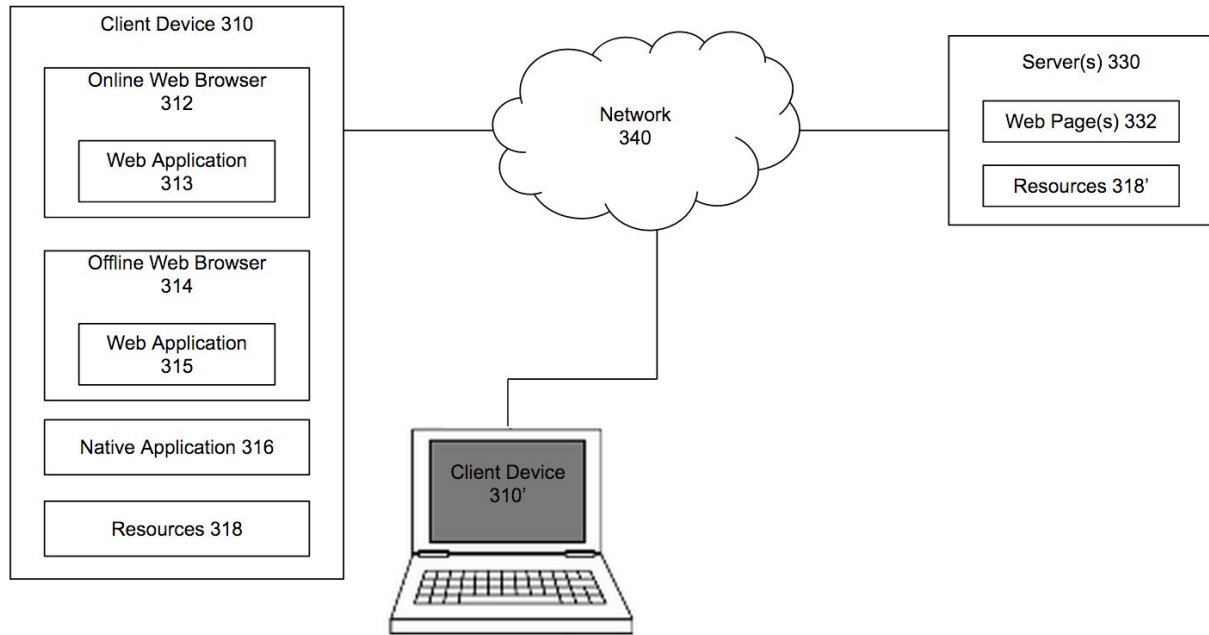 Client Device 310
Online Web Browser
312
Web Application
313
Offline Web Browser
314
Web Application
315
Native Application 316
Resources 318
Network
340
Client Device
310’
Server(s) 330
Web Page(s) 332
Resources 318’